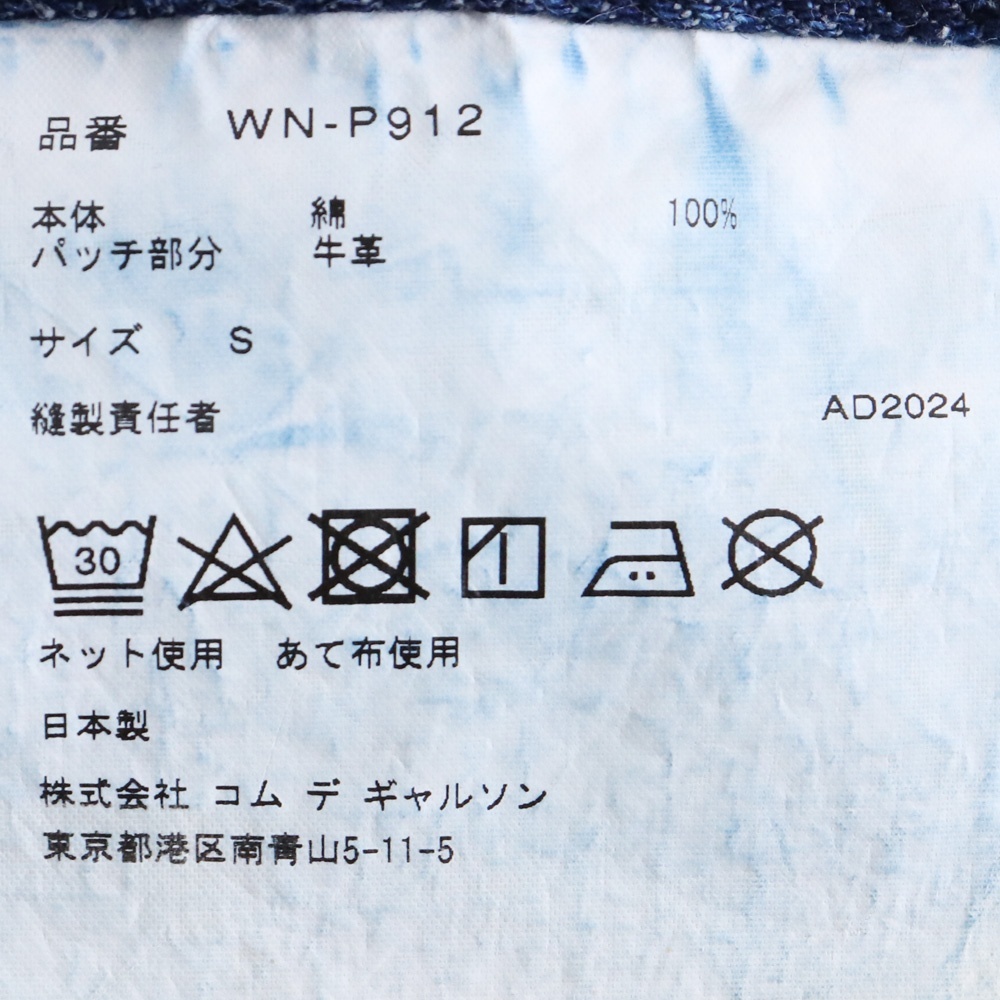 品番 WN-P912
本体 綿 100%
パッチ部分 牛革
サイズ S
縫製責任者 AD2024
30
ネット使用 あて布使用
日本製
株式会社 コム デ ギャルソン
東京都港区南青山5-11-5